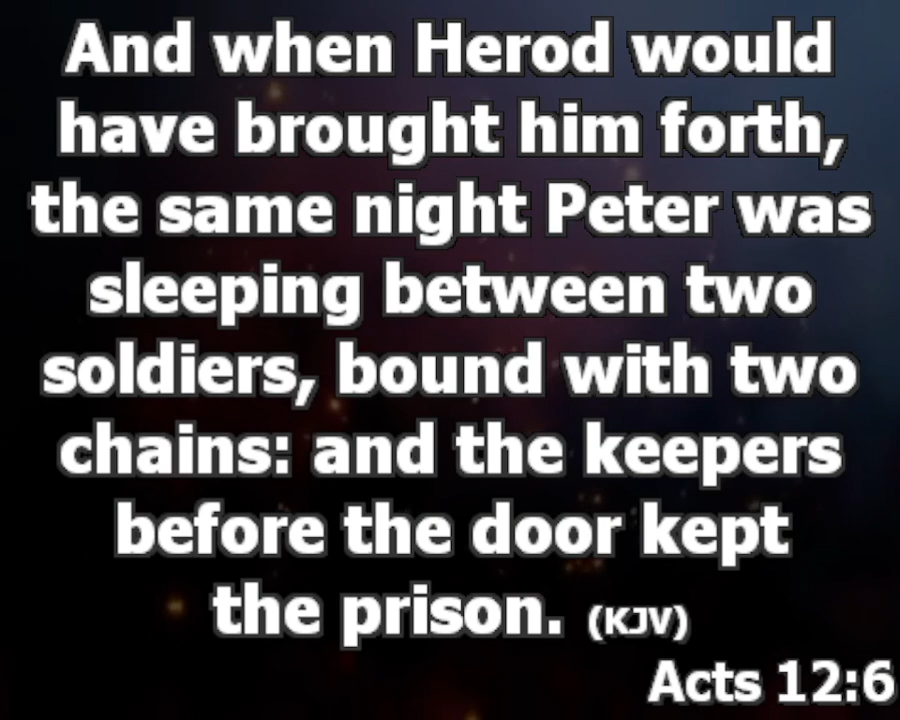 And when Herod would
have brought him forth,
the same night Peter was
sleeping between two
soldiers, bound with two
chains: and the keepers
before the door kept
the prison. (KJV)
Acts 12:6